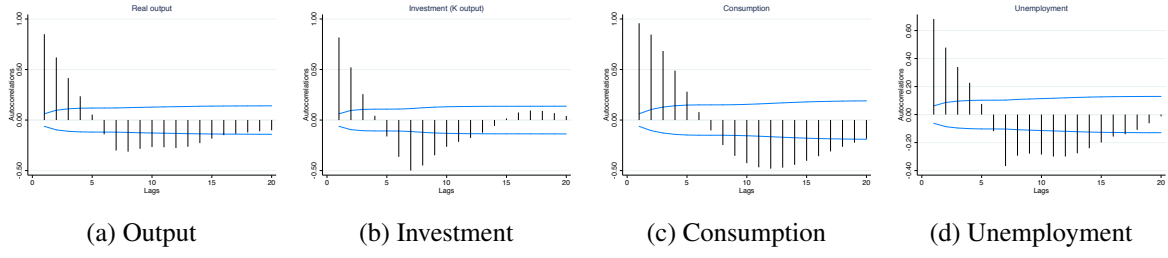 Real output
Autocorrelations
1.00
0.50
0.00
-0.50
0
5
10
15
20
Lags
(a) Output
Investment (K output)
Autocorrelations
1.00
0.50
0.00
-0.50
0
5
10
15
20
Lags
(b) Investment
Consumption
Autocorrelations
1.00
0.50
0.00
-0.50
0
5
10
15
20
Lags
(c) Consumption
Unemployment
Autocorrelations
0.60
0.40
0.20
0.00
-0.20
-0.40
0
5
10
15
20
Lags
(d) Unemployment